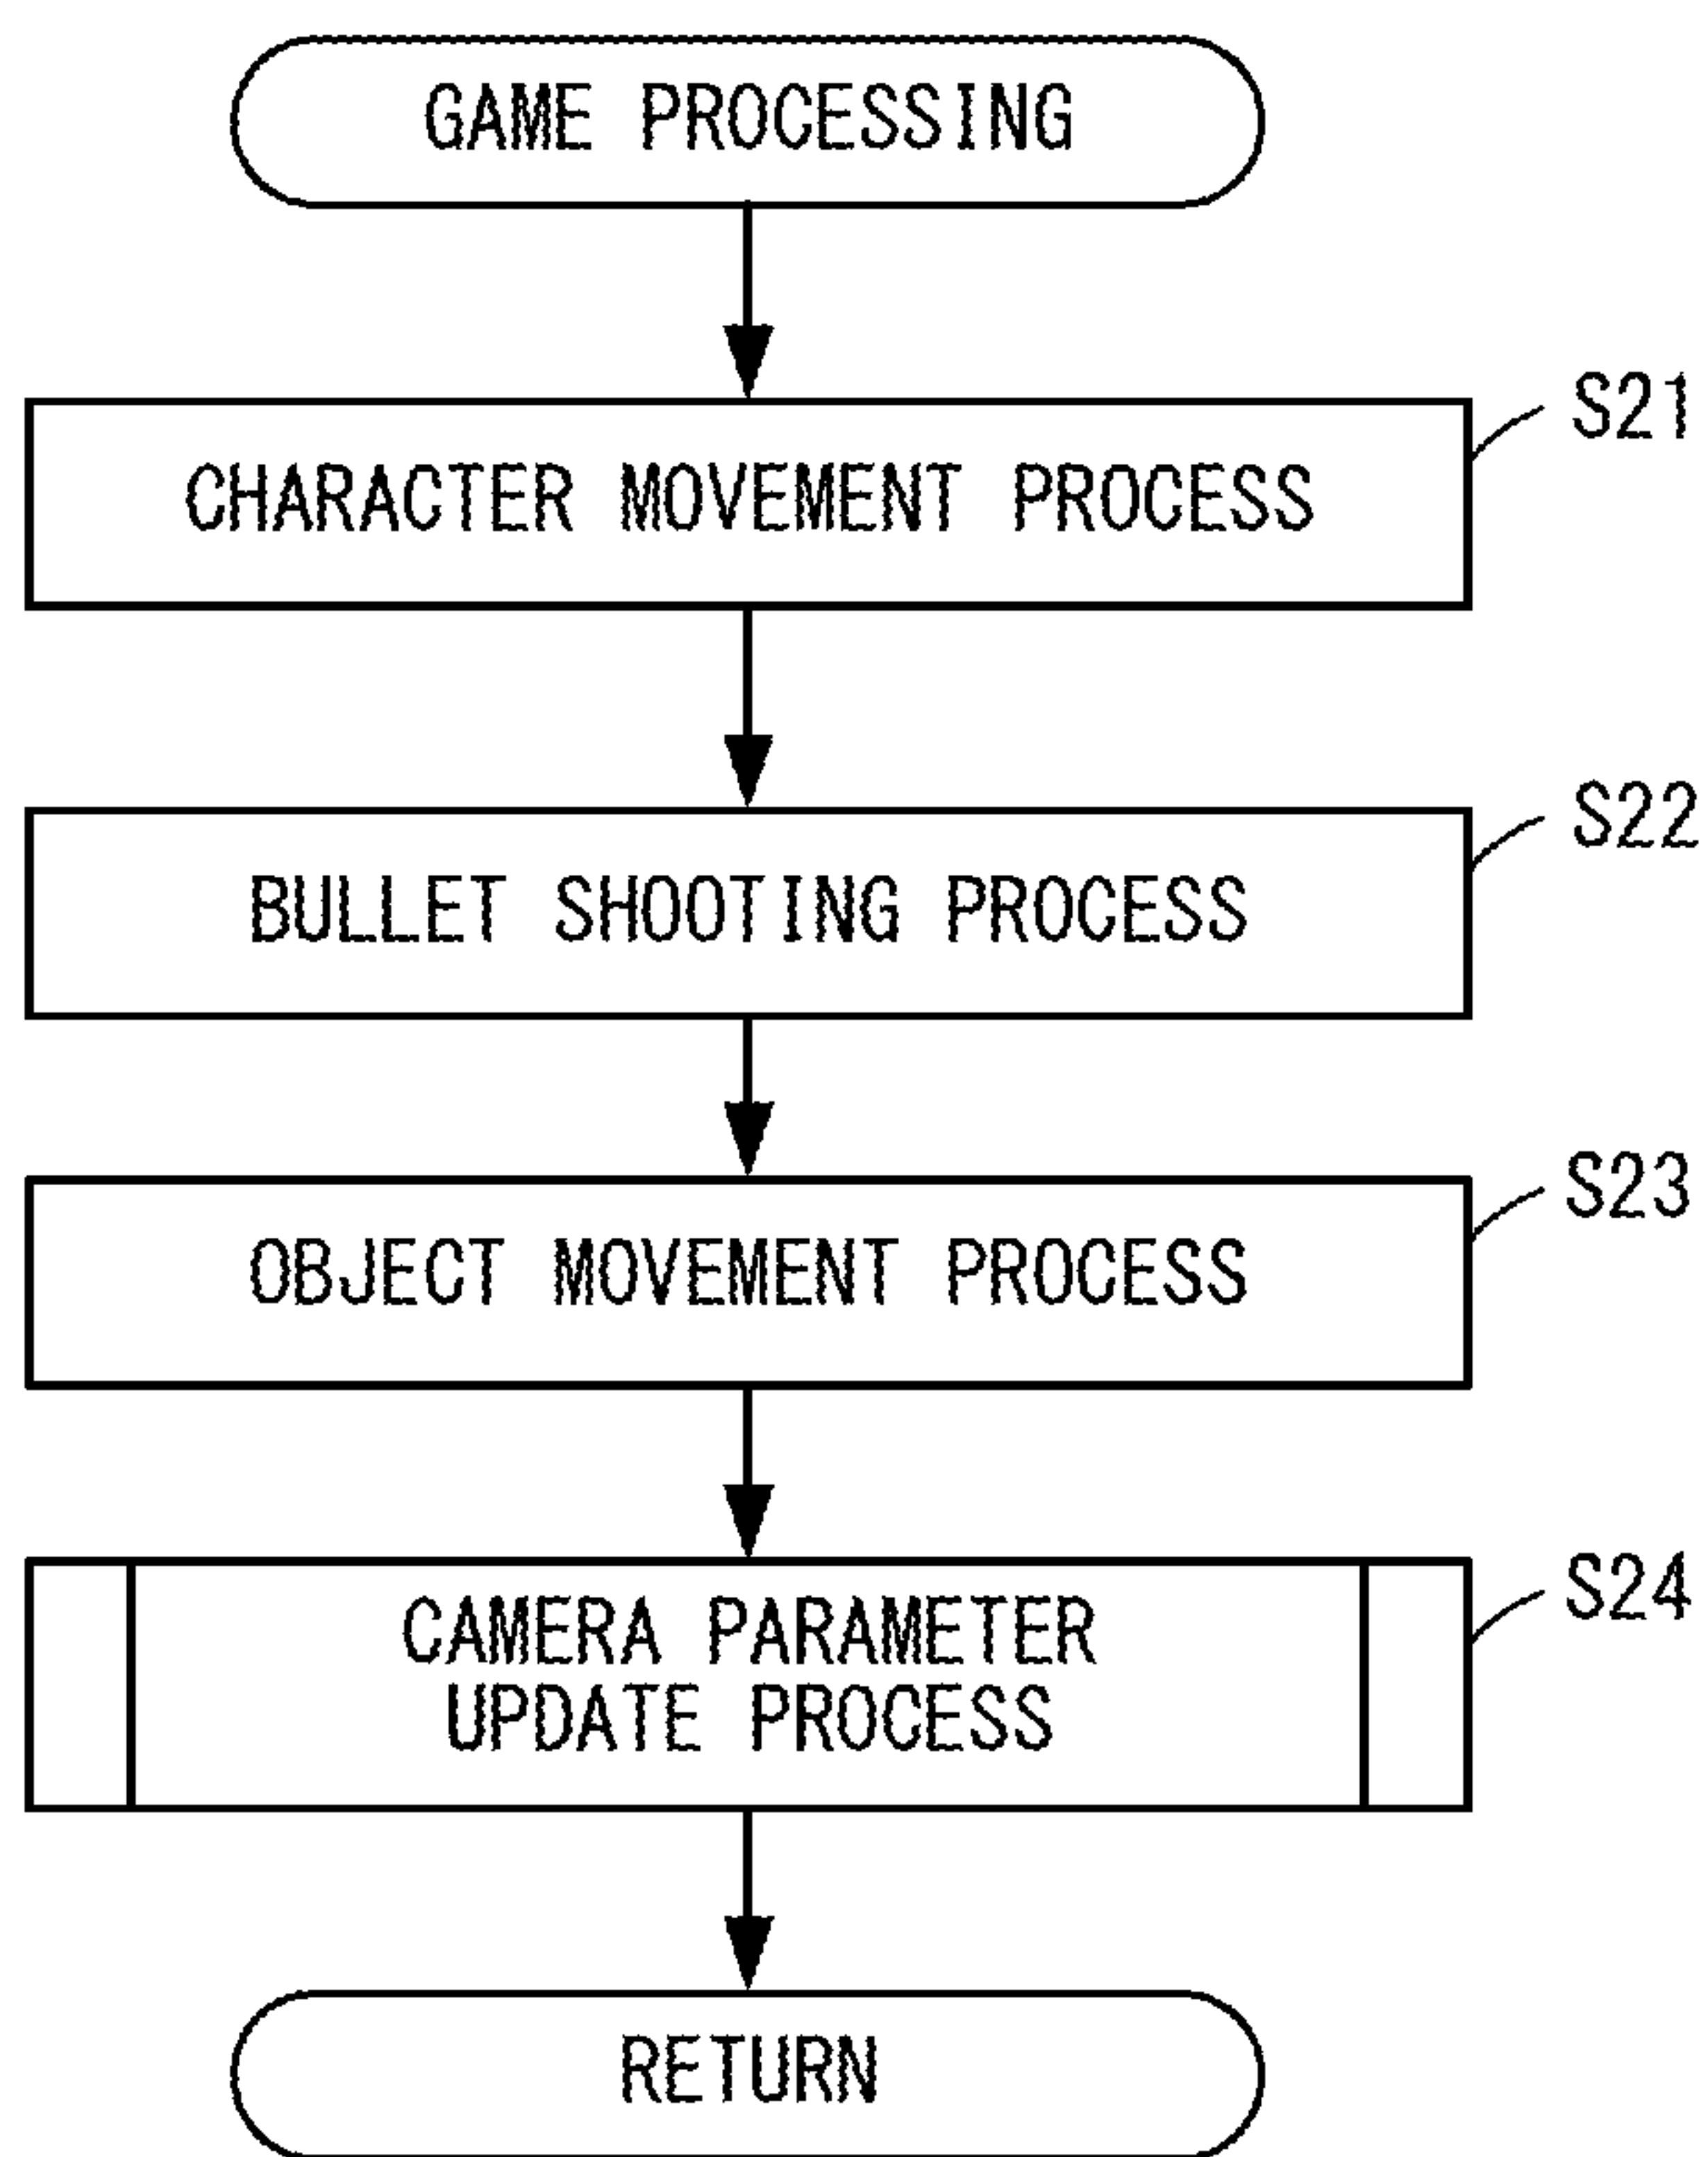 GAME PROCESSING
S21
CHARACTER MOVEMENT PROCESS
S22
BULLET SHOOTING PROCESS
S23
OBJECT MOVEMENT PROCESS
S24
CAMERA PARAMETER
UPDATE PROCESS
RETURN